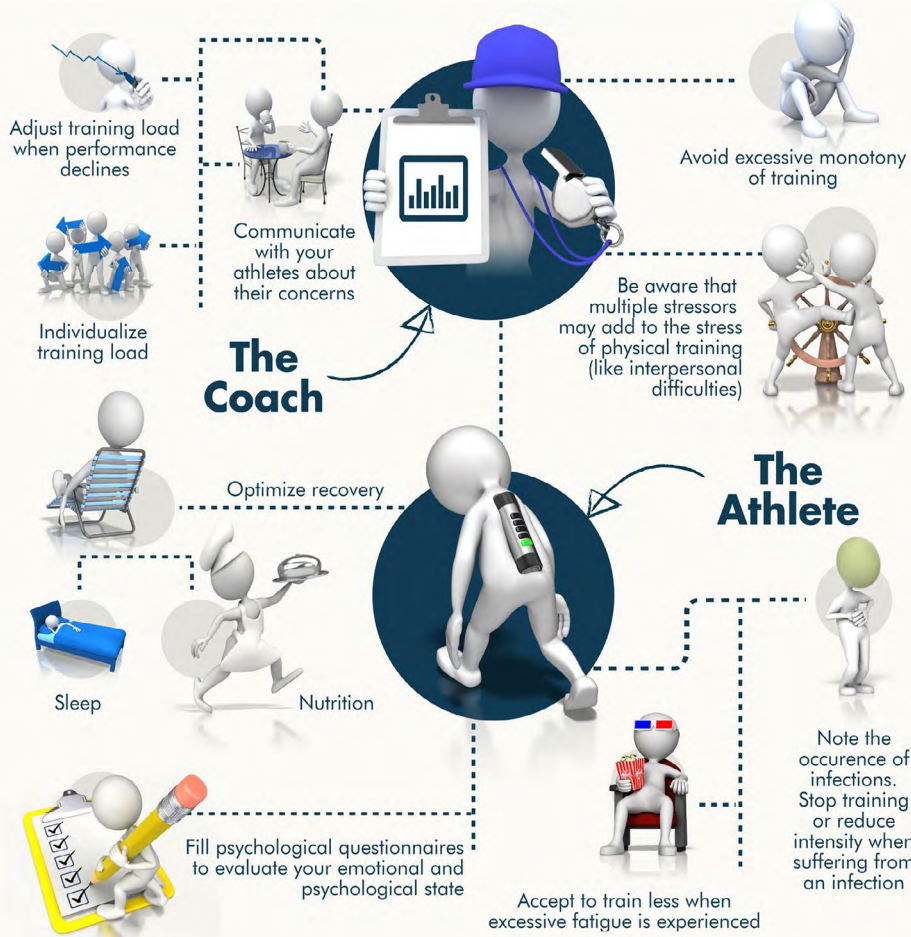 Adjust training load
when performance
declines
Communicate
with your
athletes about
their concerns
Individualize
training load
Avoid excessive monotony
of training
Be aware that
multiple stressors
may add to the stress
of physical training
(like interpersonal
difficulties)
The
Coach
The
Athlete
Optimize recovery
Sleep
Nutrition
Fill psychological questionnaires
to evaluate your emotional and
psychological state
Accept to train less when
excessive fatigue is experienced
Note the
occurence of
infections.
Stop training
or reduce
intensity when
suffering from
an infection